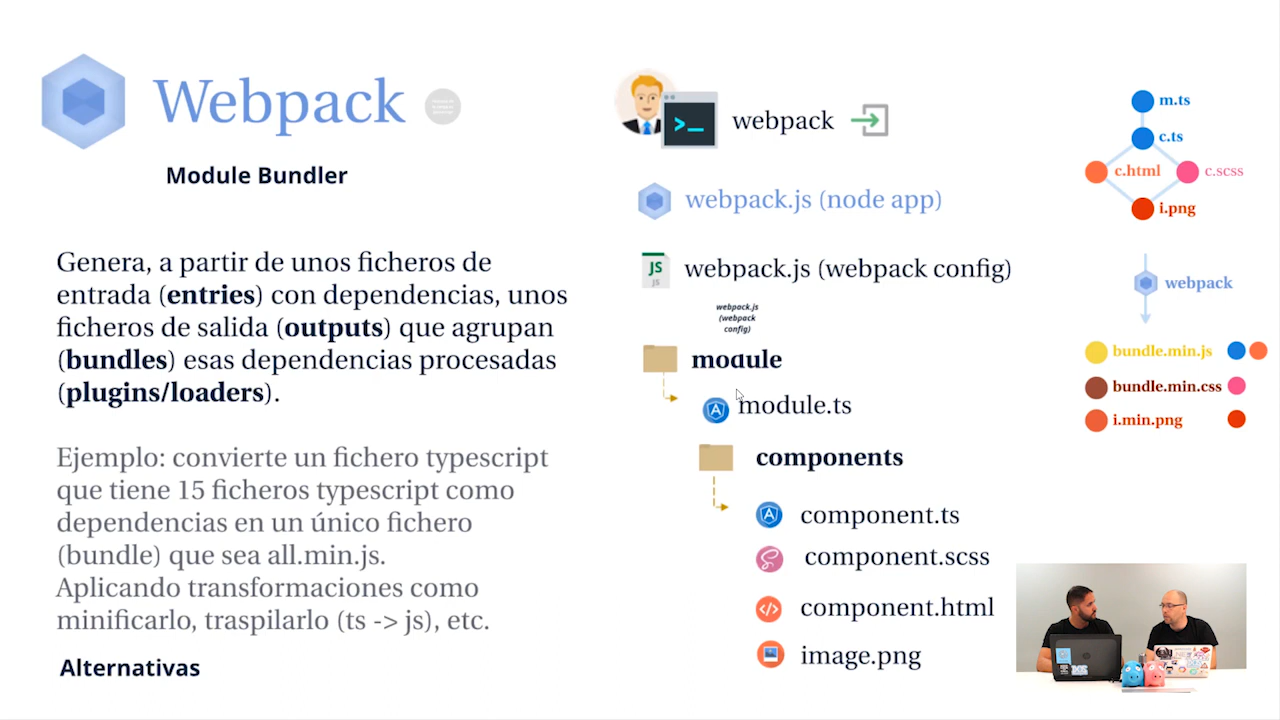 Webpack
Module Bundler
Genera, a partir de unos ficheros de
entrada (entries) con dependencias, unos
ficheros de salida (outputs) que agrupan
(bundles) esas dependencias procesadas
(plugins/loaders).
Ejemplo: convierte un fichero typescript
que tiene 15 ficheros typescript como
dependencias en un único fichero
(bundle) que sea all.min.js.
Aplicando transformaciones como
minificarlo, traspilarlo (ts -> js), etc.
Alternativas
>_
webpack
webpack.js (node app)
JS
JS
webpack.js (webpack config)
webpack.js
(webpack
config)
module
module.ts
components
component.ts
component.scss
component.html
image.png
m.ts
c.ts
c.html
c.scss
i.png
webpack
bundle.min.js
bundle.min.css
i.min.png